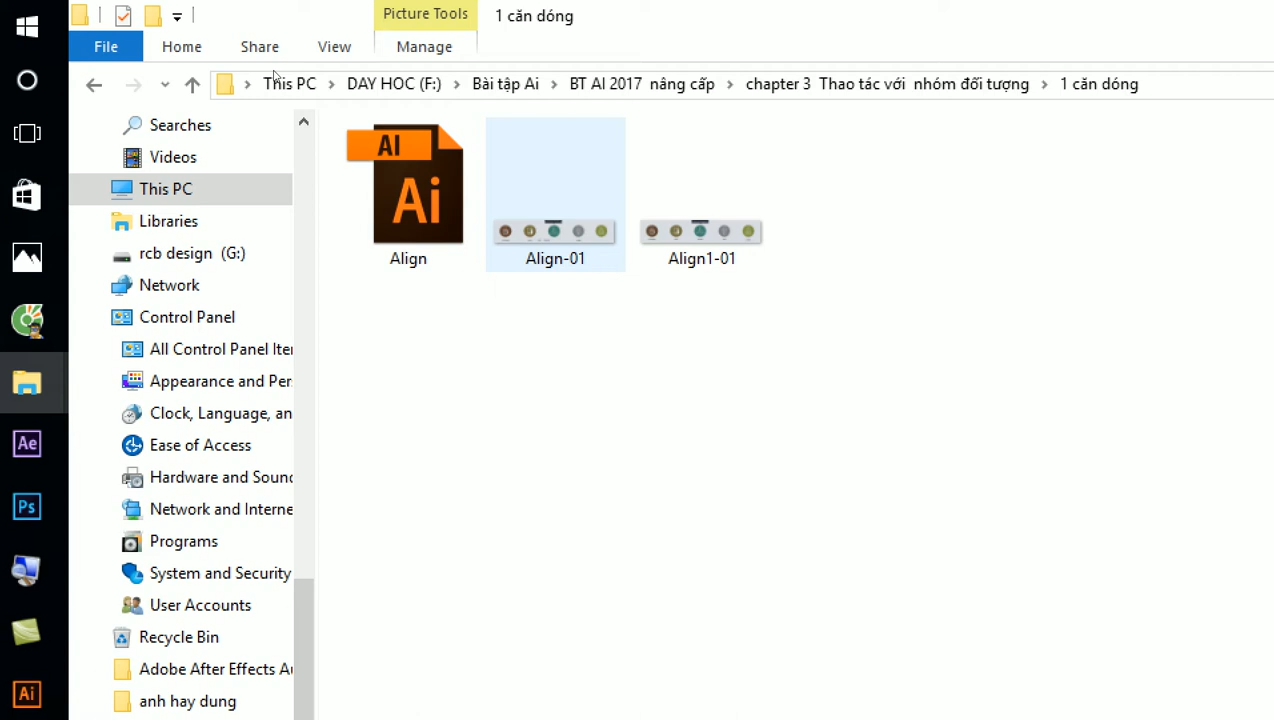 Picture Tools
1 căn dóng
File
Home
Share
View
Manage
This PC
DAY HOC (F:)
Bài tập Ai
BT AI 2017 nâng cấp
chapter 3 Thao tác với nhóm đối tượng
1 căn dóng
Searches
Videos
This PC
Libraries
rcb design (G:)
Network
Control Panel
All Control Panel Iter
Appearance and Per
Clock, Language, an
Ease of Access
Hardware and Sound
Network and Interne
Programs
System and Security
User Accounts
Recycle Bin
Adobe After Effects Au
anh hay dung
AI
Ai
Align
Align-01
Align1-01
Ae
Ps
Ai